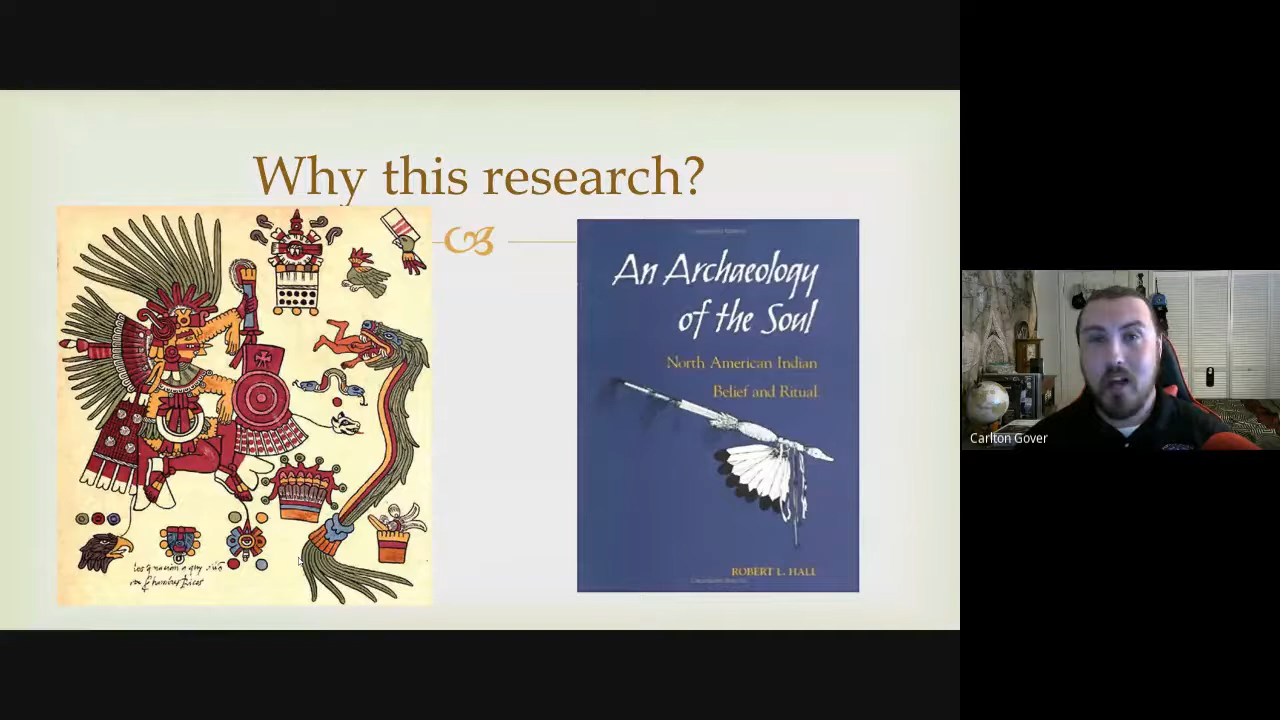 Why this research?
An Archaeology
of the Soul
North American Indian
Belief and Ritual
ROBERT L. HALL
Carlton Gover